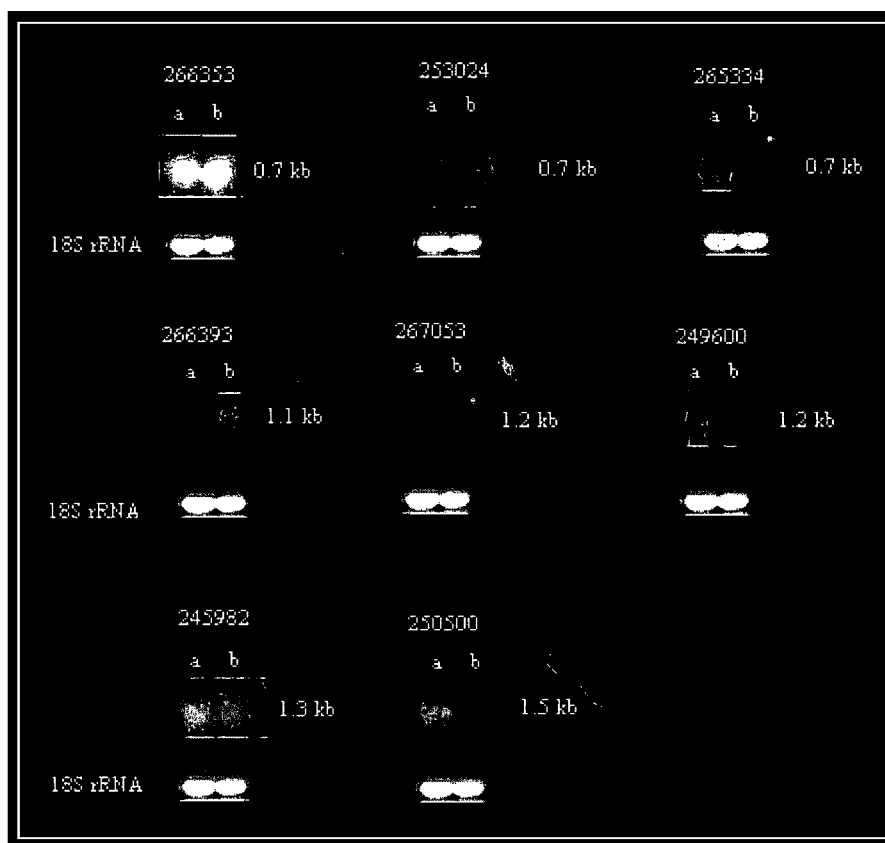 266353 253024 265334
a b a b a b
0.7 kb 0.7 kb 0.7 kb
18S rRNA
266393 267053 249600
a b a b a b
1.1 kb 1.2 kb 1.2 kb
18S rRNA
245982 250500
a b a b
1.3 kb 1.5 kb
18S rRNA